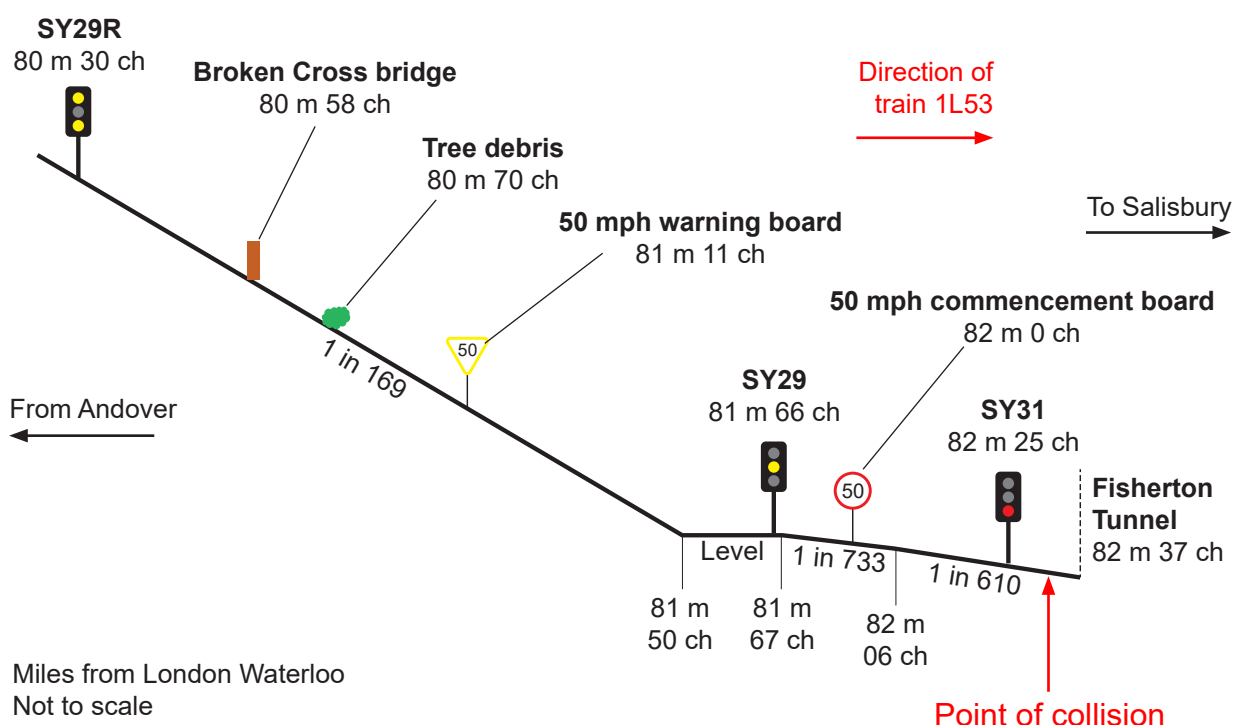 SY29R
80 m 30 ch
Broken Cross bridge
80 m 58 ch
Direction of
train 1L53
Tree debris
80 m 70 ch
To Salisbury
50 mph warning board
81 m 11 ch
50 mph commencement board
82 m 0 ch
50
1 in 169
SY29
81 m 66 ch
From Andover
SY31
82 m 25 ch
50
Fisherton
Tunnel
82 m 37 ch
Level
1 in 733
1 in 610
81 m
50 ch
81 m
67 ch
82 m
06 ch
Miles from London Waterloo
Not to scale
Point of collision